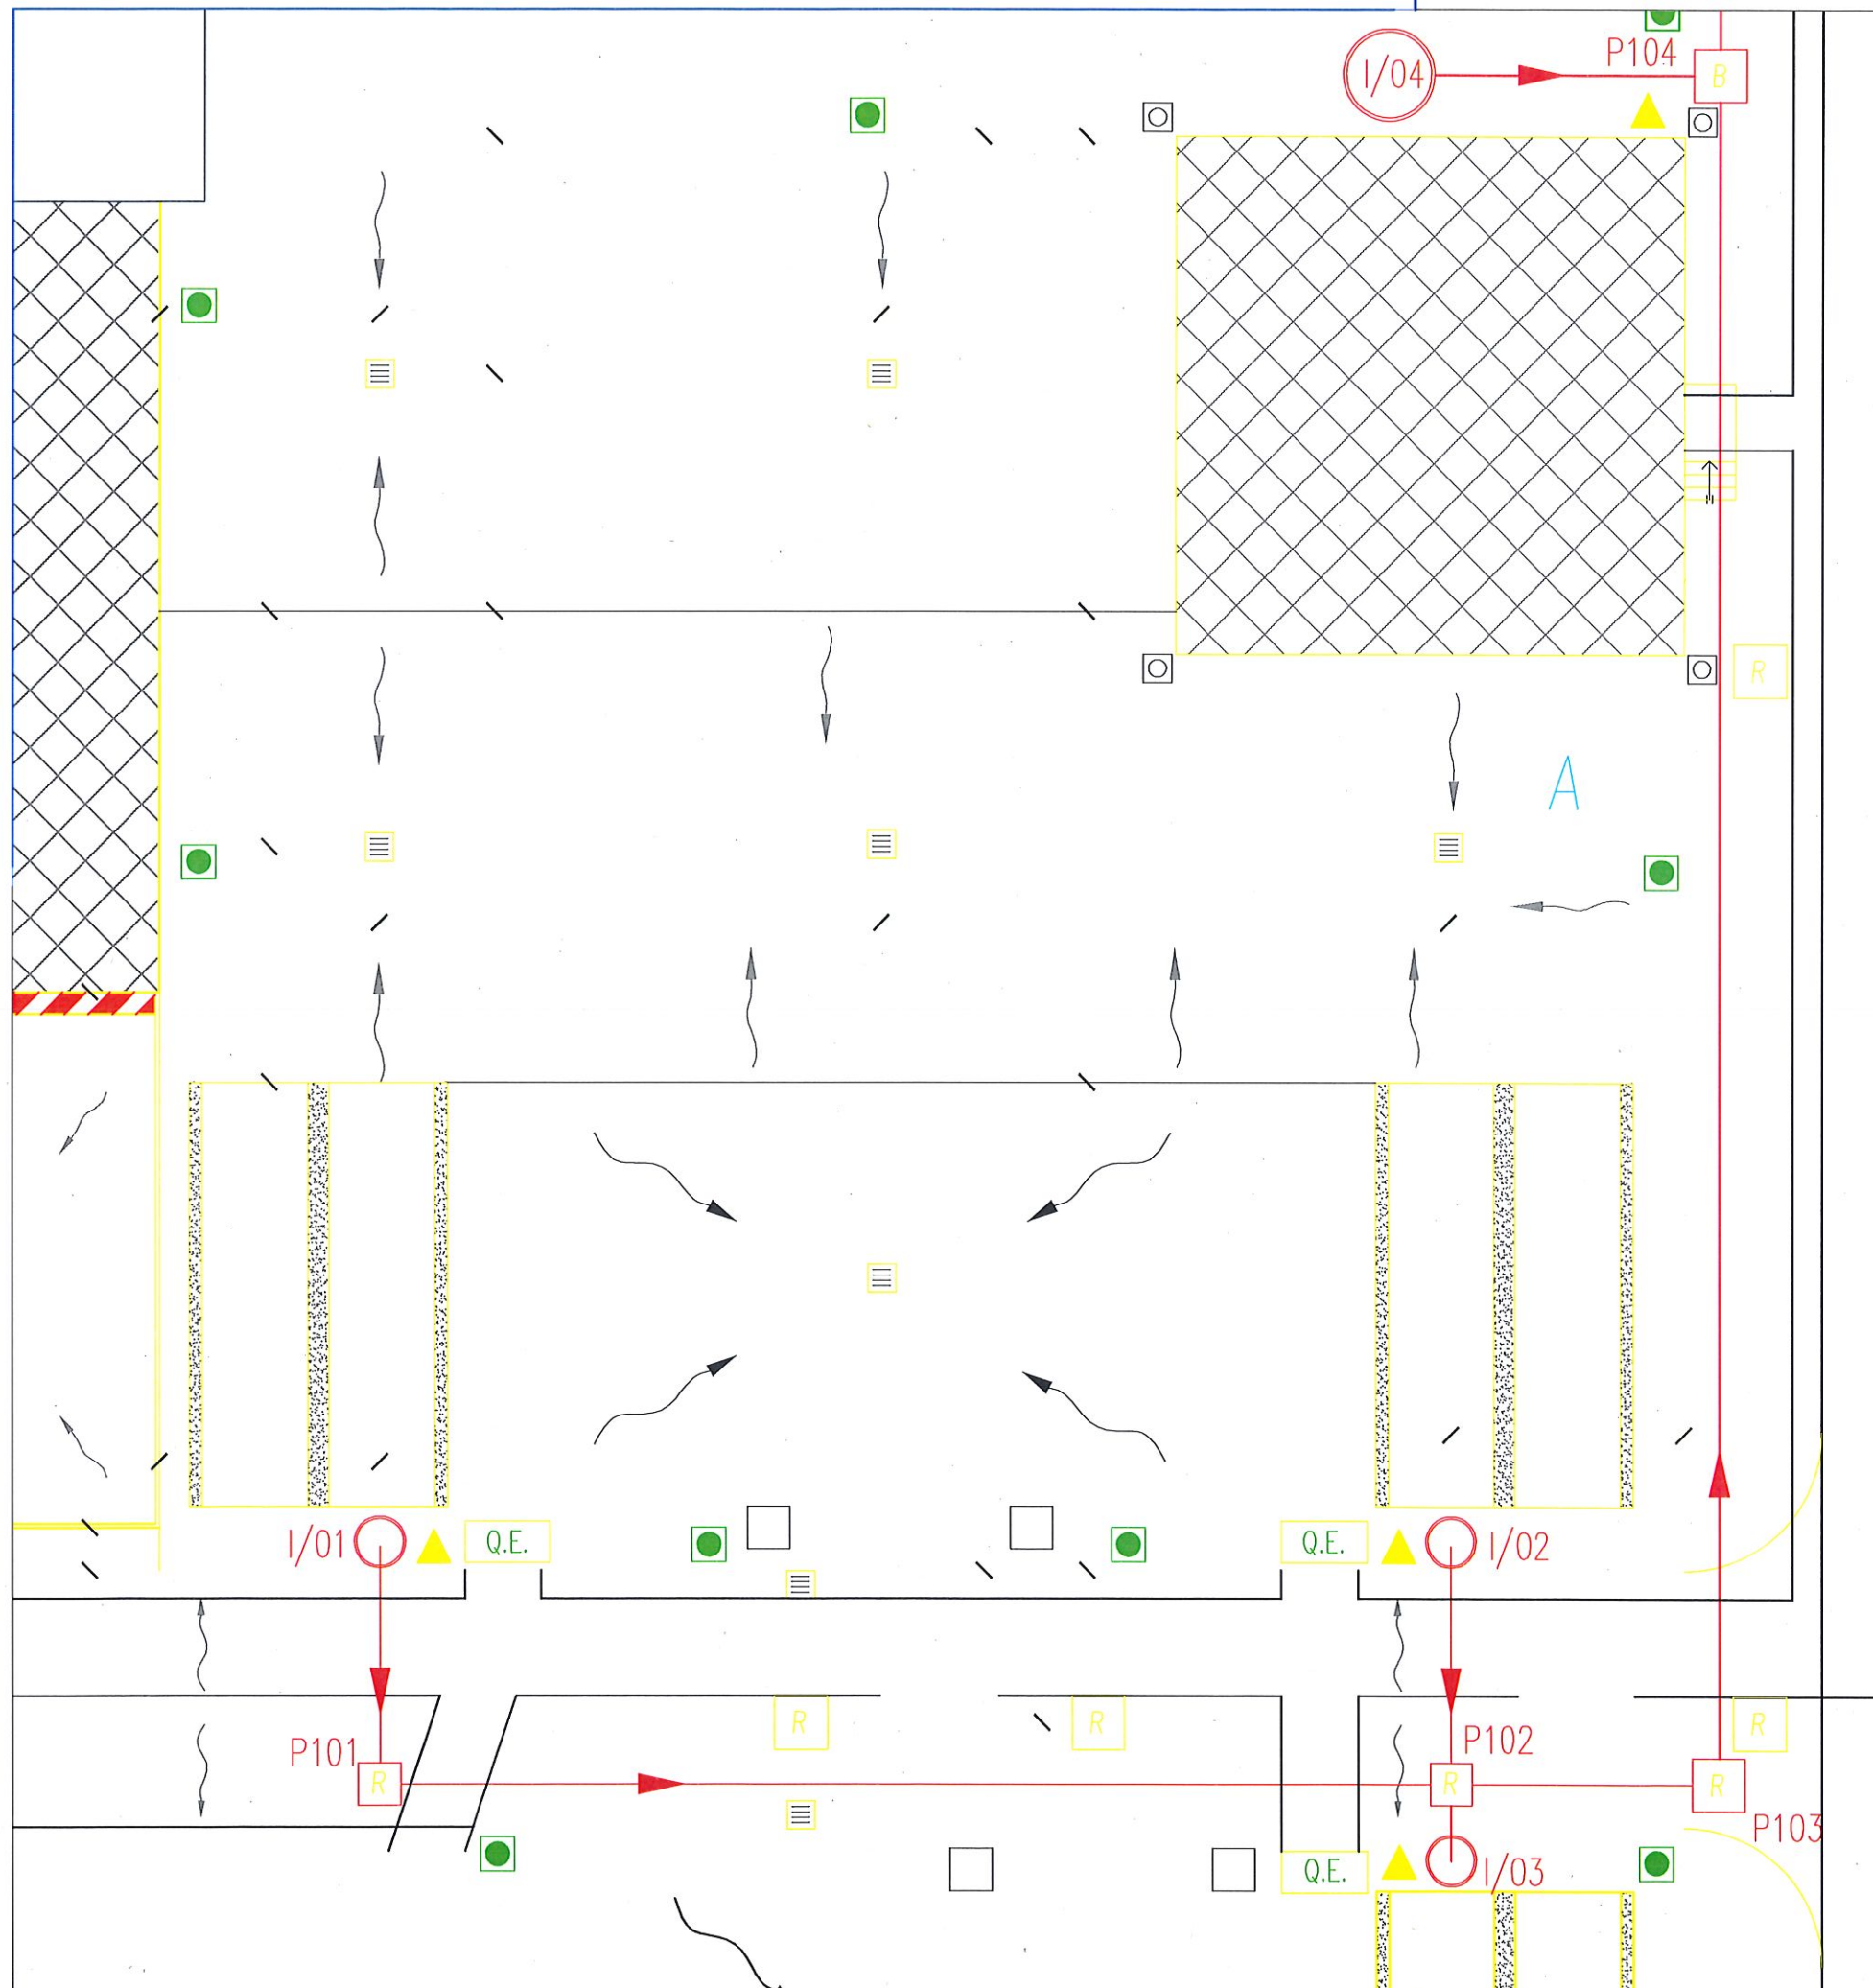 P104
I/04
B
R
A
I/01
Q.E.
Q.E.
I/02
R
R
R
P101
P102
R
R
R
P103
Q.E.
I/03